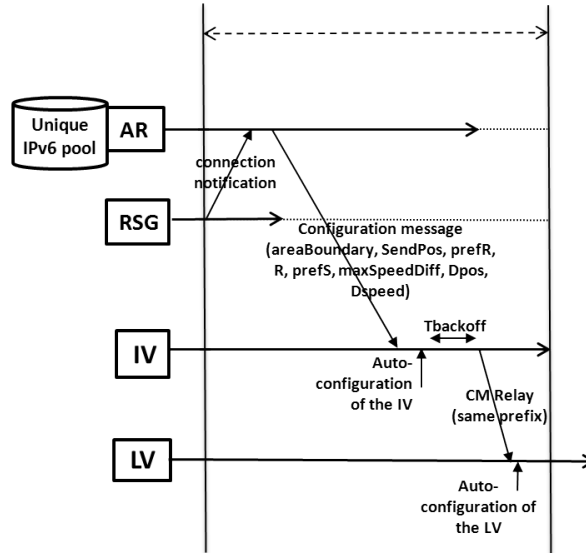 Unique
IPv6 pool
AR
connection
notification
RSG
Configuration message
(areaBoundary, SendPos, prefR,
R, prefS, maxSpeedDiff, Dpos,
Dspeed)
Tbackoff
IV
Auto-
configuration
of the IV
CM Relay
(same prefix)
LV
Auto-
configuration of
the LV